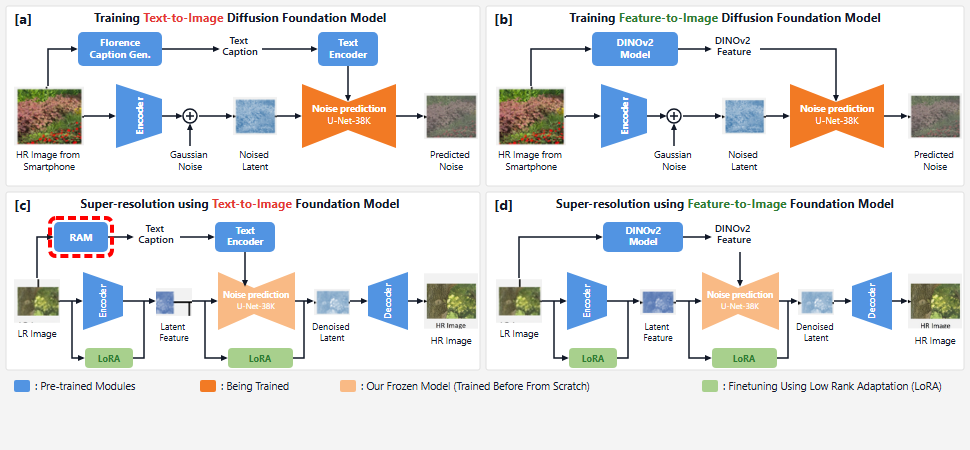 [a] Training Text-to-Image Diffusion Foundation Model
Florence
Caption Gen.
Text
Caption
Text
Encoder
Encoder
Noise prediction
U-Net-38K
HR Image from
Smartphone
Gaussian
Noise
Noised
Latent
Predicted
Noise
[b] Training Feature-to-Image Diffusion Foundation Model
DINOv2
Model
DINOv2
Feature
Encoder
Noise prediction
U-Net-38K
HR Image from
Smartphone
Gaussian
Noise
Noised
Latent
Predicted
Noise
[c] Super-resolution using Text-to-Image Foundation Model
RAM
Text
Caption
Text
Encoder
Encoder
Noise prediction
U-Net-38K
Decoder
LR Image
Latent
Feature
Denoised
Latent
HR Image
HR Image
LoRA
LoRA
[d] Super-resolution using Feature-to-Image Foundation Model
DINOv2
Model
DINOv2
Feature
Encoder
Noise prediction
U-Net-38K
Decoder
LR Image
Latent
Feature
Denoised
Latent
HR Image
HR Image
LoRA
LoRA
: Pre-trained Modules
: Being Trained
: Our Frozen Model (Trained Before From Scratch)
: Finetuning Using Low Rank Adaptation (LoRA)